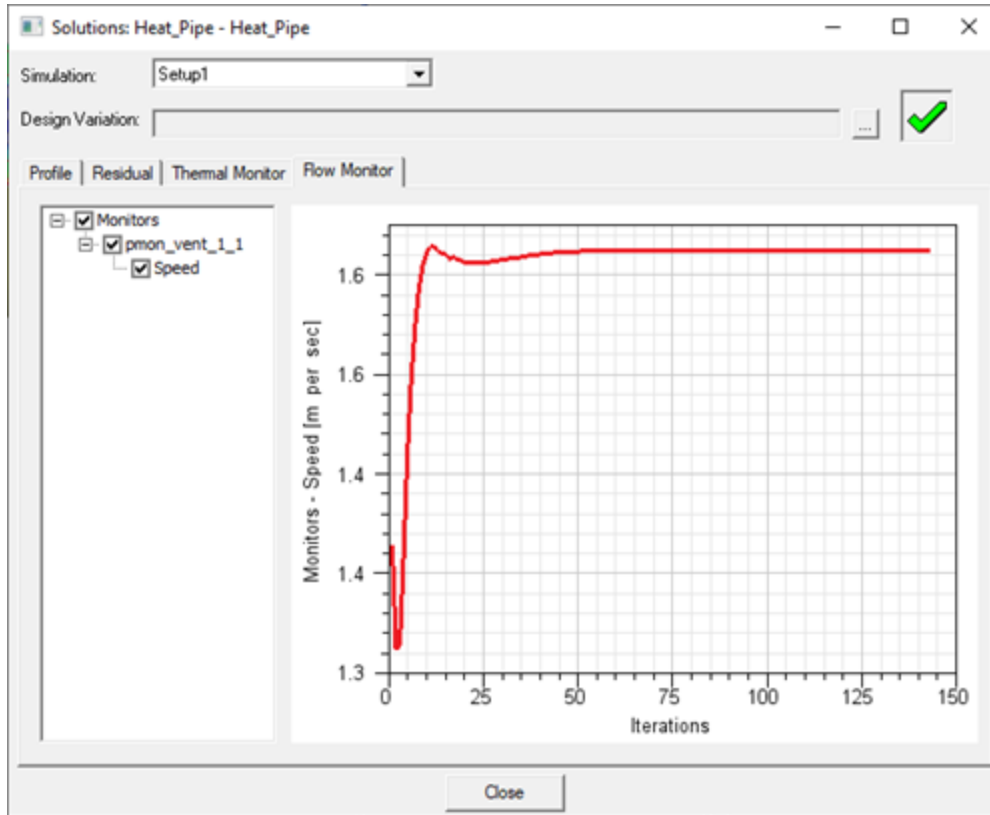 Solutions: Heat_Pipe - Heat_Pipe
Simulation: Setup1
Design Variation: ...
Profile Residual Thermal Monitor Flow Monitor
Monitors
pmon_vent_1_1
Speed
Monitors - Speed [m per sec]
1.6
1.6
1.4
1.4
1.3
0 25 50 75 100 125 150
Iterations
Close